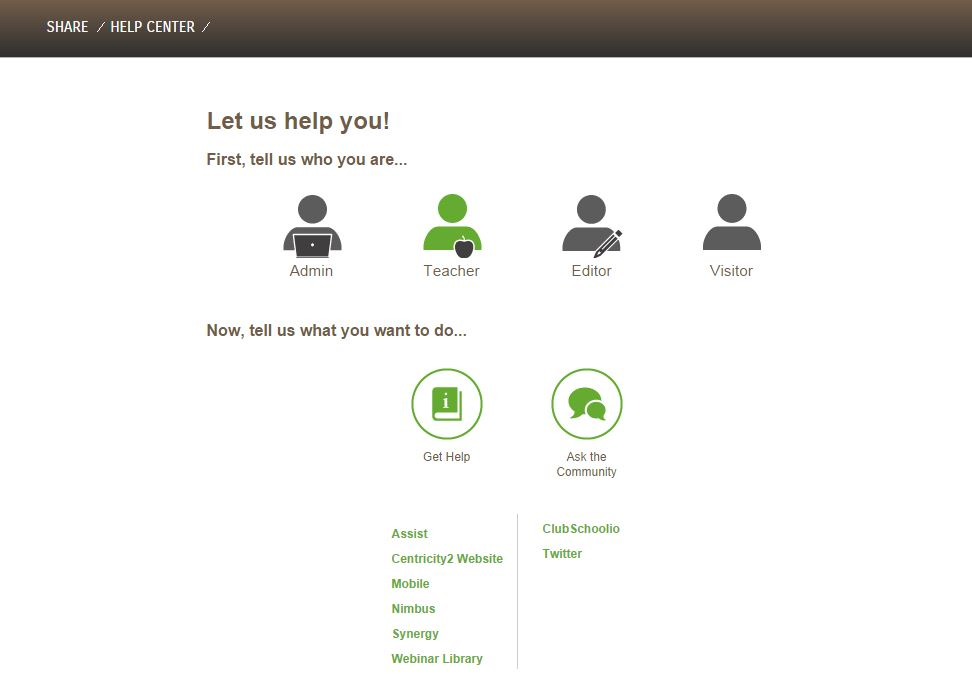 SHARE / HELP CENTER /
Let us help you!
First, tell us who you are...
Admin Teacher Editor Visitor
Now, tell us what you want to do...
i
Get Help
Ask the
Community
Assist
Centricity2 Website
Mobile
Nimbus
Synergy
Webinar Library
ClubSchoolio
Twitter